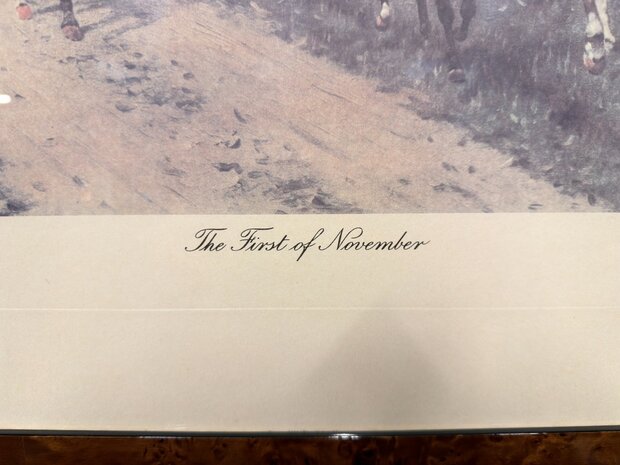 The First of November